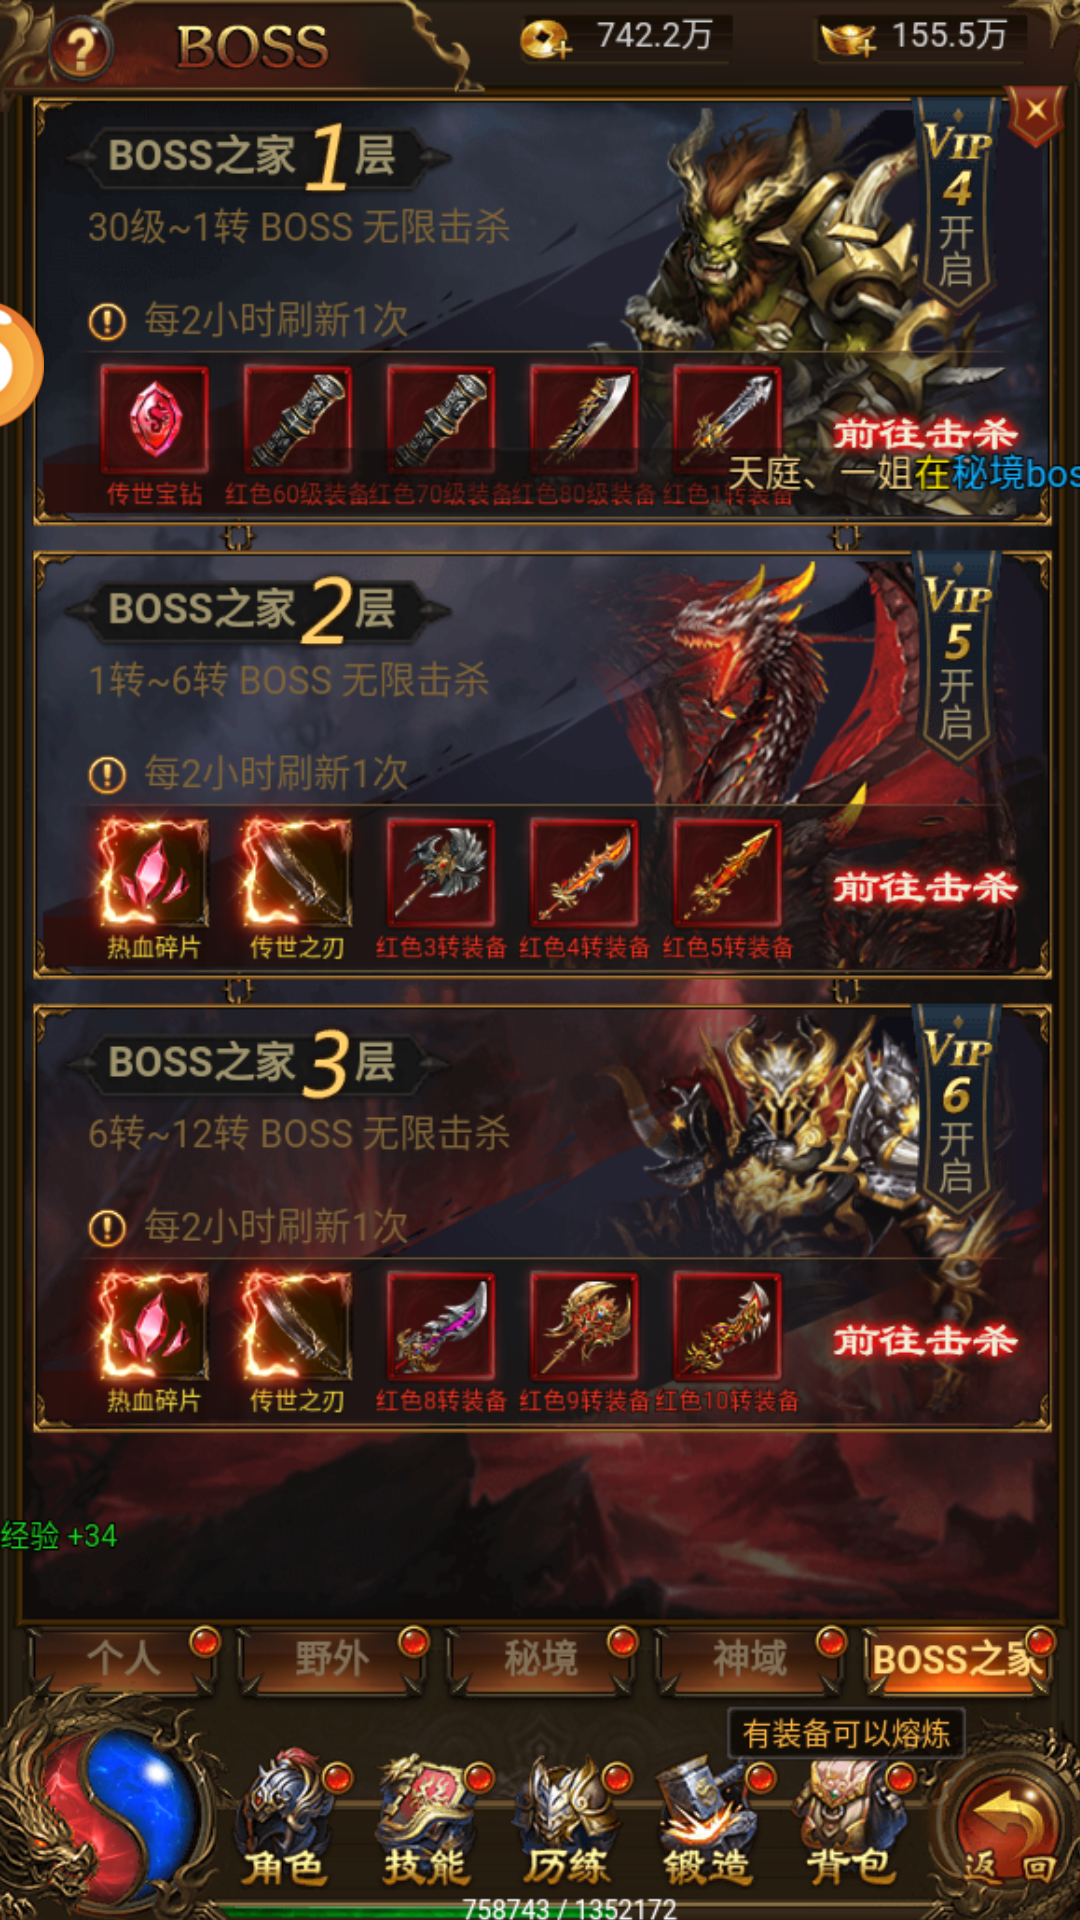 ?
BOSS
742.2万
155.5万
BOSS之家1层
VIP
4
开
启
30级~1转 BOSS 无限击杀
每2小时刷新1次
前往击杀
天庭、一姐在秘境bos
传世宝钻
红色60级装备
红色70级装备
红色80级装备
红色1转装备
BOSS之家2层
VIP
5
开
启
1转~6转 BOSS 无限击杀
每2小时刷新1次
前往击杀
热血碎片
传世之刃
红色3转装备
红色4转装备
红色5转装备
BOSS之家3层
VIP
6
开
启
6转~12转 BOSS 无限击杀
每2小时刷新1次
前往击杀
热血碎片
传世之刃
红色8转装备
红色9转装备
红色10转装备
经验 +34
个人
野外
秘境
神域
BOSS之家
有装备可以熔炼
角色
技能
历练
锻造
背包
返回
758743 / 1352172